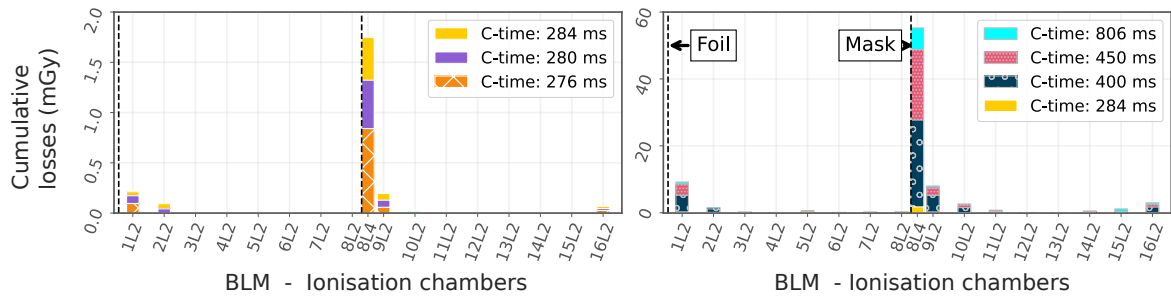 Cumulative
losses (mGy)
2.0
1.5
1.0
0.5
0.0
C-time: 284 ms
C-time: 280 ms
C-time: 276 ms
1L2
2L2
3L2
4L2
5L2
6L2
7L2
8L2
8L4
9L2
10L2
11L2
12L2
13L2
14L2
15L2
16L2
BLM - Ionisation chambers
60
40
20
0
Foil
Mask
C-time: 806 ms
C-time: 450 ms
C-time: 400 ms
C-time: 284 ms
1L2
2L2
3L2
4L2
5L2
6L2
7L2
8L2
8L4
9L2
10L2
11L2
12L2
13L2
14L2
15L2
16L2
BLM - Ionisation chambers